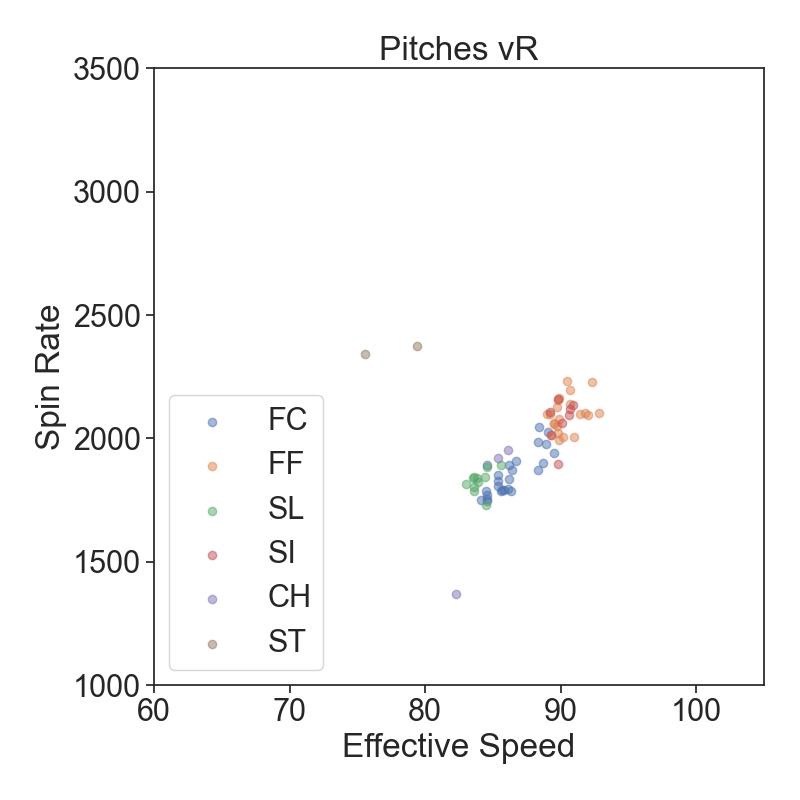 Pitches vR
3500
3000
2500
2000
1500
1000
Spin Rate
FC
FF
SL
SI
CH
ST
60 70 80 90 100
Effective Speed